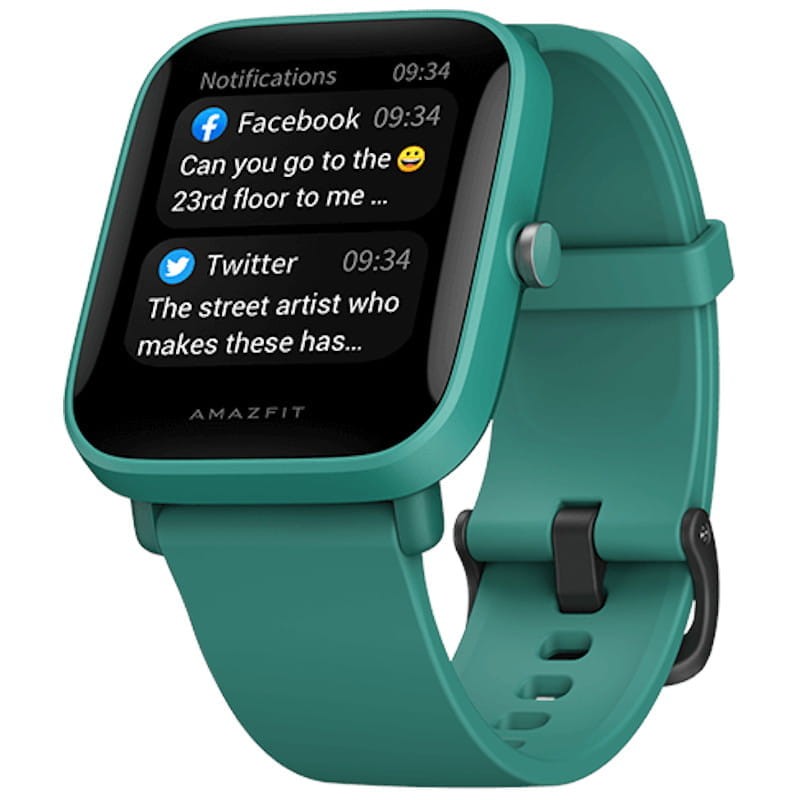 Notifications 09:34
Facebook 09:34
Can you go to the 😀
23rd floor to me ...
Twitter 09:34
The street artist who
makes these has...
AMAZFIT